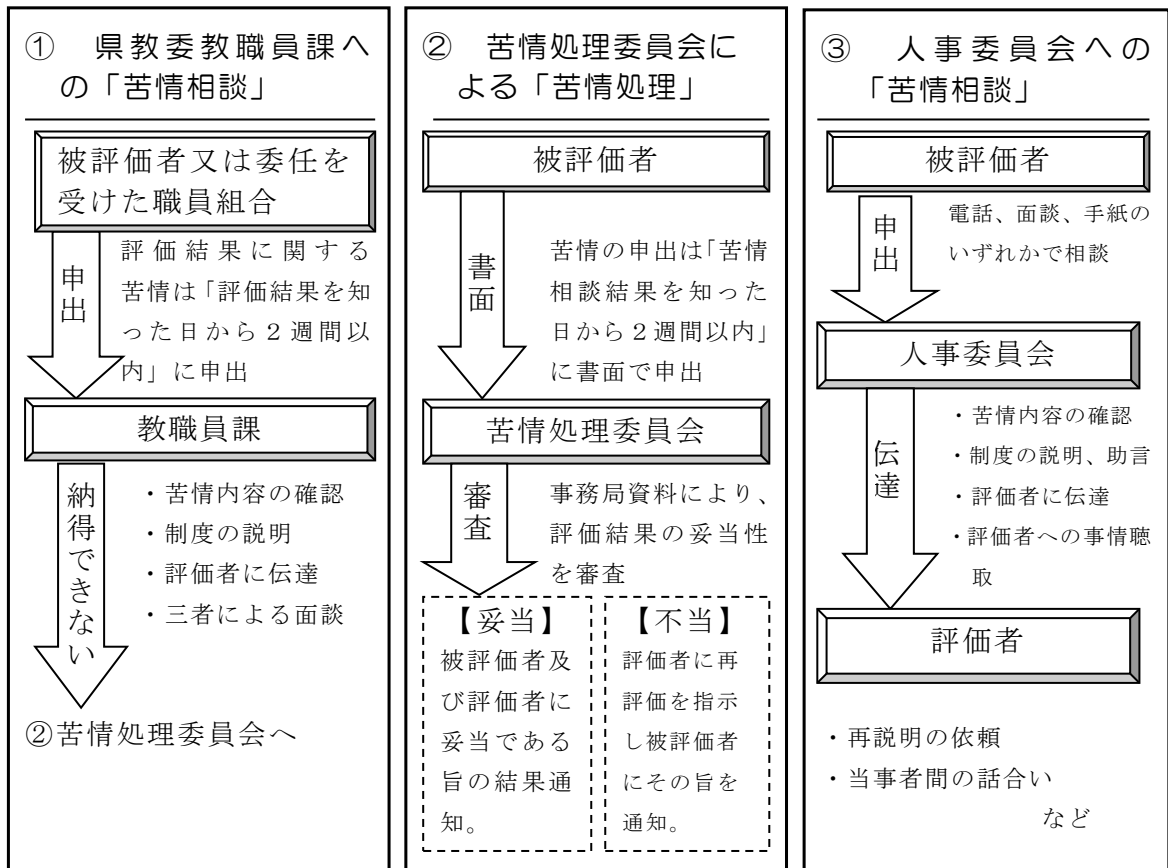 ① 県教委教職員課へ
の「苦情相談」
被評価者又は委任を
受けた職員組合
申出
評価結果に関する
苦情は「評価結果を知
った日から２週間以
内」に申出
教職員課
納得できない
・苦情内容の確認
・制度の説明
・評価者に伝達
・三者による面談
②苦情処理委員会へ
② 苦情処理委員会に
よる「苦情処理」
被評価者
書面
苦情の申出は「苦情
相談結果を知った
日から２週間以内」
に書面で申出
苦情処理委員会
審査
事務局資料により、
評価結果の妥当性
を審査
【妥当】
被評価者及
び評価者に
妥当である
旨の結果通
知。
【不当】
評価者に再
評価を指示
し被評価者
にその旨を
通知。
③ 人事委員会への
「苦情相談」
被評価者
申出
電話、面談、手紙の
いずれかで相談
人事委員会
伝達
・苦情内容の確認
・制度の説明、助言
・評価者に伝達
・評価者への事情聴
取
評価者
・再説明の依頼
・当事者間の話合い
など